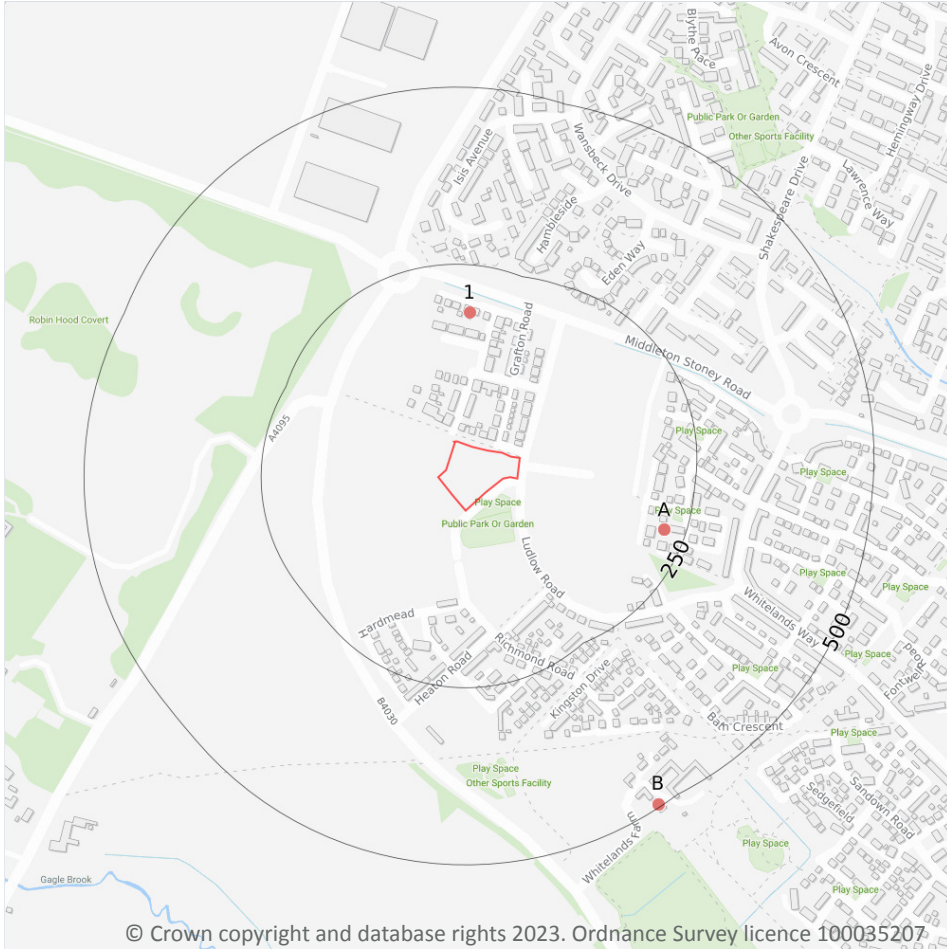 Blythe Place
Avon Crescent
Hemingway Drive
Public Park Or Garden
Other Sports Facility
Wansbeck Drive
Isis Avenue
Shakespeare Drive
Lawrence Way
Hambleside
Eden Way
1
Robin Hood Covert
Grafton Road
Middleton Stoney Road
A4095
Play Space
Play Space
Play Space
A
Play Space
Public Park Or Garden
250
Ludlow Road
Play Space
Play Space
Whitelands Way
Hardmead
500
Richmond Road
Play Space
Road
Heaton Road
Play Space
Fontwell
Kingston Drive
B4030
Crescent
Play Space
Play Space
Other Sports Facility
B
Sedgefield
Sandown Road
Whitelands Farm
Play Space
Gagle Brook
Play Space
© Crown copyright and database rights 2023. Ordnance Survey licence 100035207